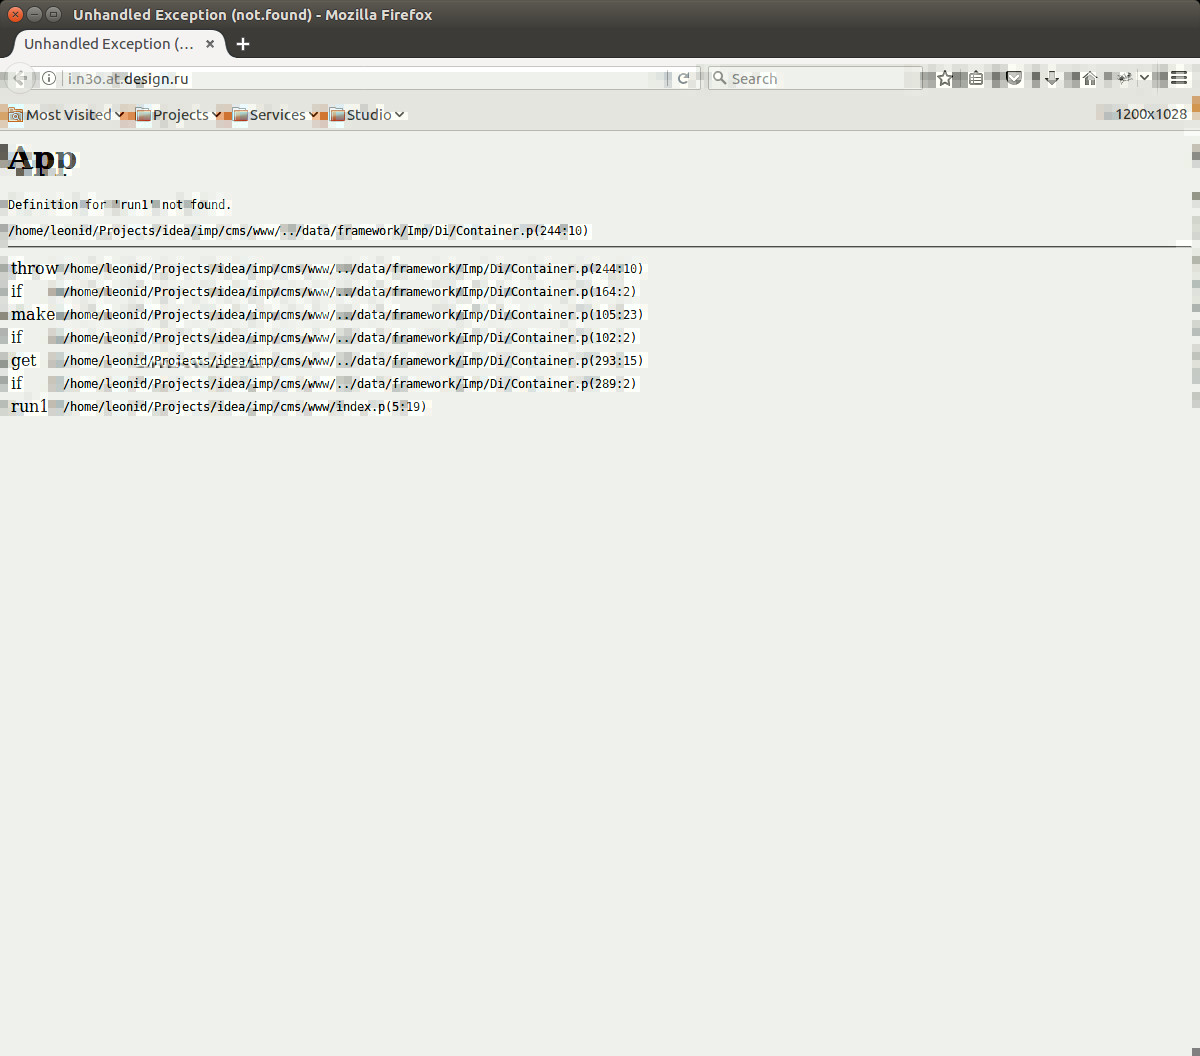 Unhandled Exception (not.found) - Mozilla Firefox
Unhandled Exception (...
i.n3o.at.design.ru
Search
Most Visited Projects Services Studio 1200x1028
App
Definition for 'run1' not found.
/home/leonid/Projects/idea/imp/cms/www/../data/framework/Imp/Di/Container.p(244:10)
throw /home/leonid/Projects/idea/imp/cms/www/../data/framework/Imp/Di/Container.p(244:10)
if /home/leonid/Projects/idea/imp/cms/www/../data/framework/Imp/Di/Container.p(164:2)
make /home/leonid/Projects/idea/imp/cms/www/../data/framework/Imp/Di/Container.p(105:23)
if /home/leonid/Projects/idea/imp/cms/www/../data/framework/Imp/Di/Container.p(102:2)
get /home/leonid/Projects/idea/imp/cms/www/../data/framework/Imp/Di/Container.p(293:15)
if /home/leonid/Projects/idea/imp/cms/www/../data/framework/Imp/Di/Container.p(289:2)
run1 /home/leonid/Projects/idea/imp/cms/www/index.p(5:19)